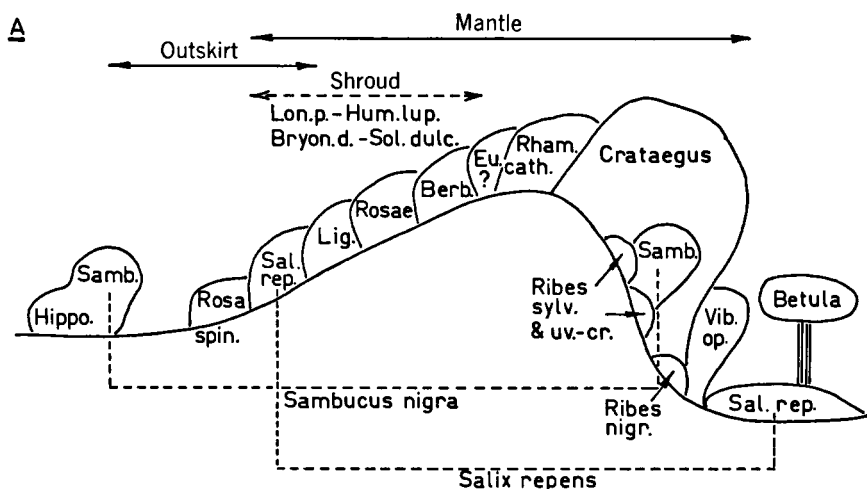 A
Mantle
Outskirt
Shroud
Lon.p.-Hum.lup.
Bryon.d.-Sol.dulc.
Eu.
?
Rham.
cath.
Crataegus
Berb.
Rosae
Lig.
Sal.
rep.
Samb.
Hippo.
Rosa
spin.
Samb.
Ribes
sylv.
& uv.-cr.
Vib.
op.
Betula
Sambucus nigra
Ribes
nigr.
Sal. rep.
Salix repens